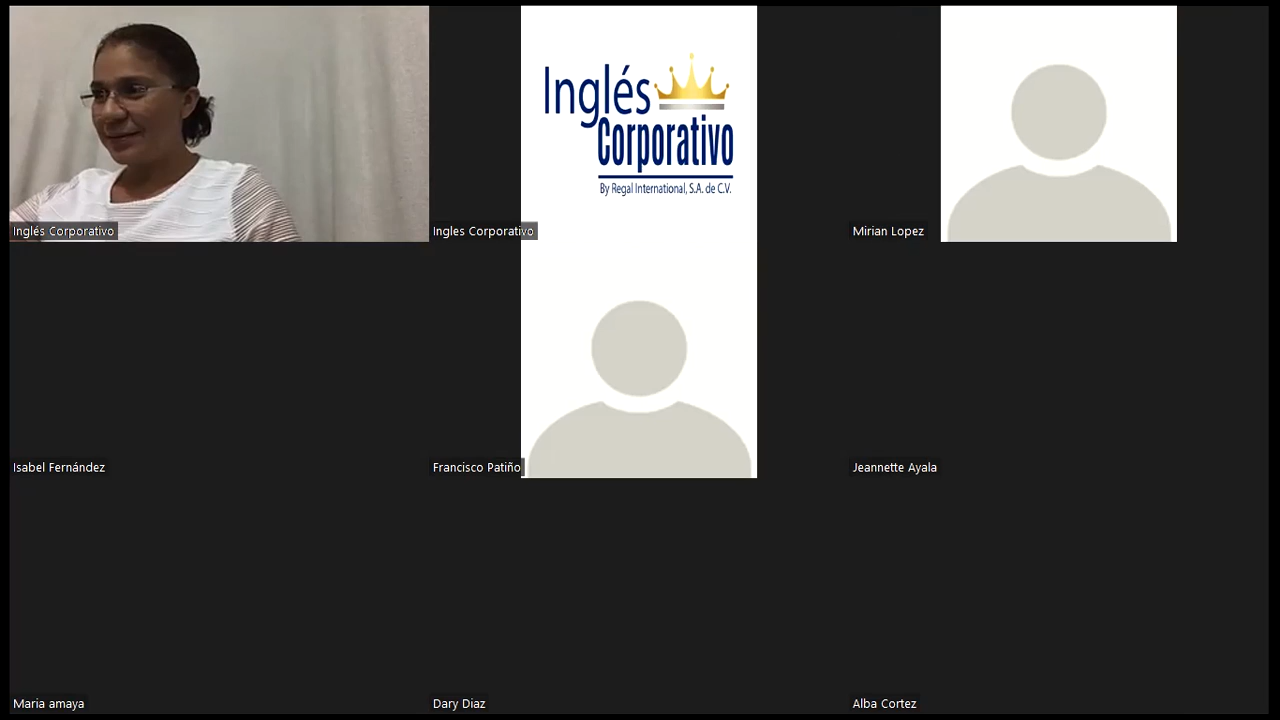 Inglés
Corporativo
By Regal International, S.A. de C.V.
Inglés Corporativo
Ingles Corporativo
Mirian Lopez
Isabel Fernández
Francisco Patiño
Jeannette Ayala
Maria amaya
Dary Diaz
Alba Cortez